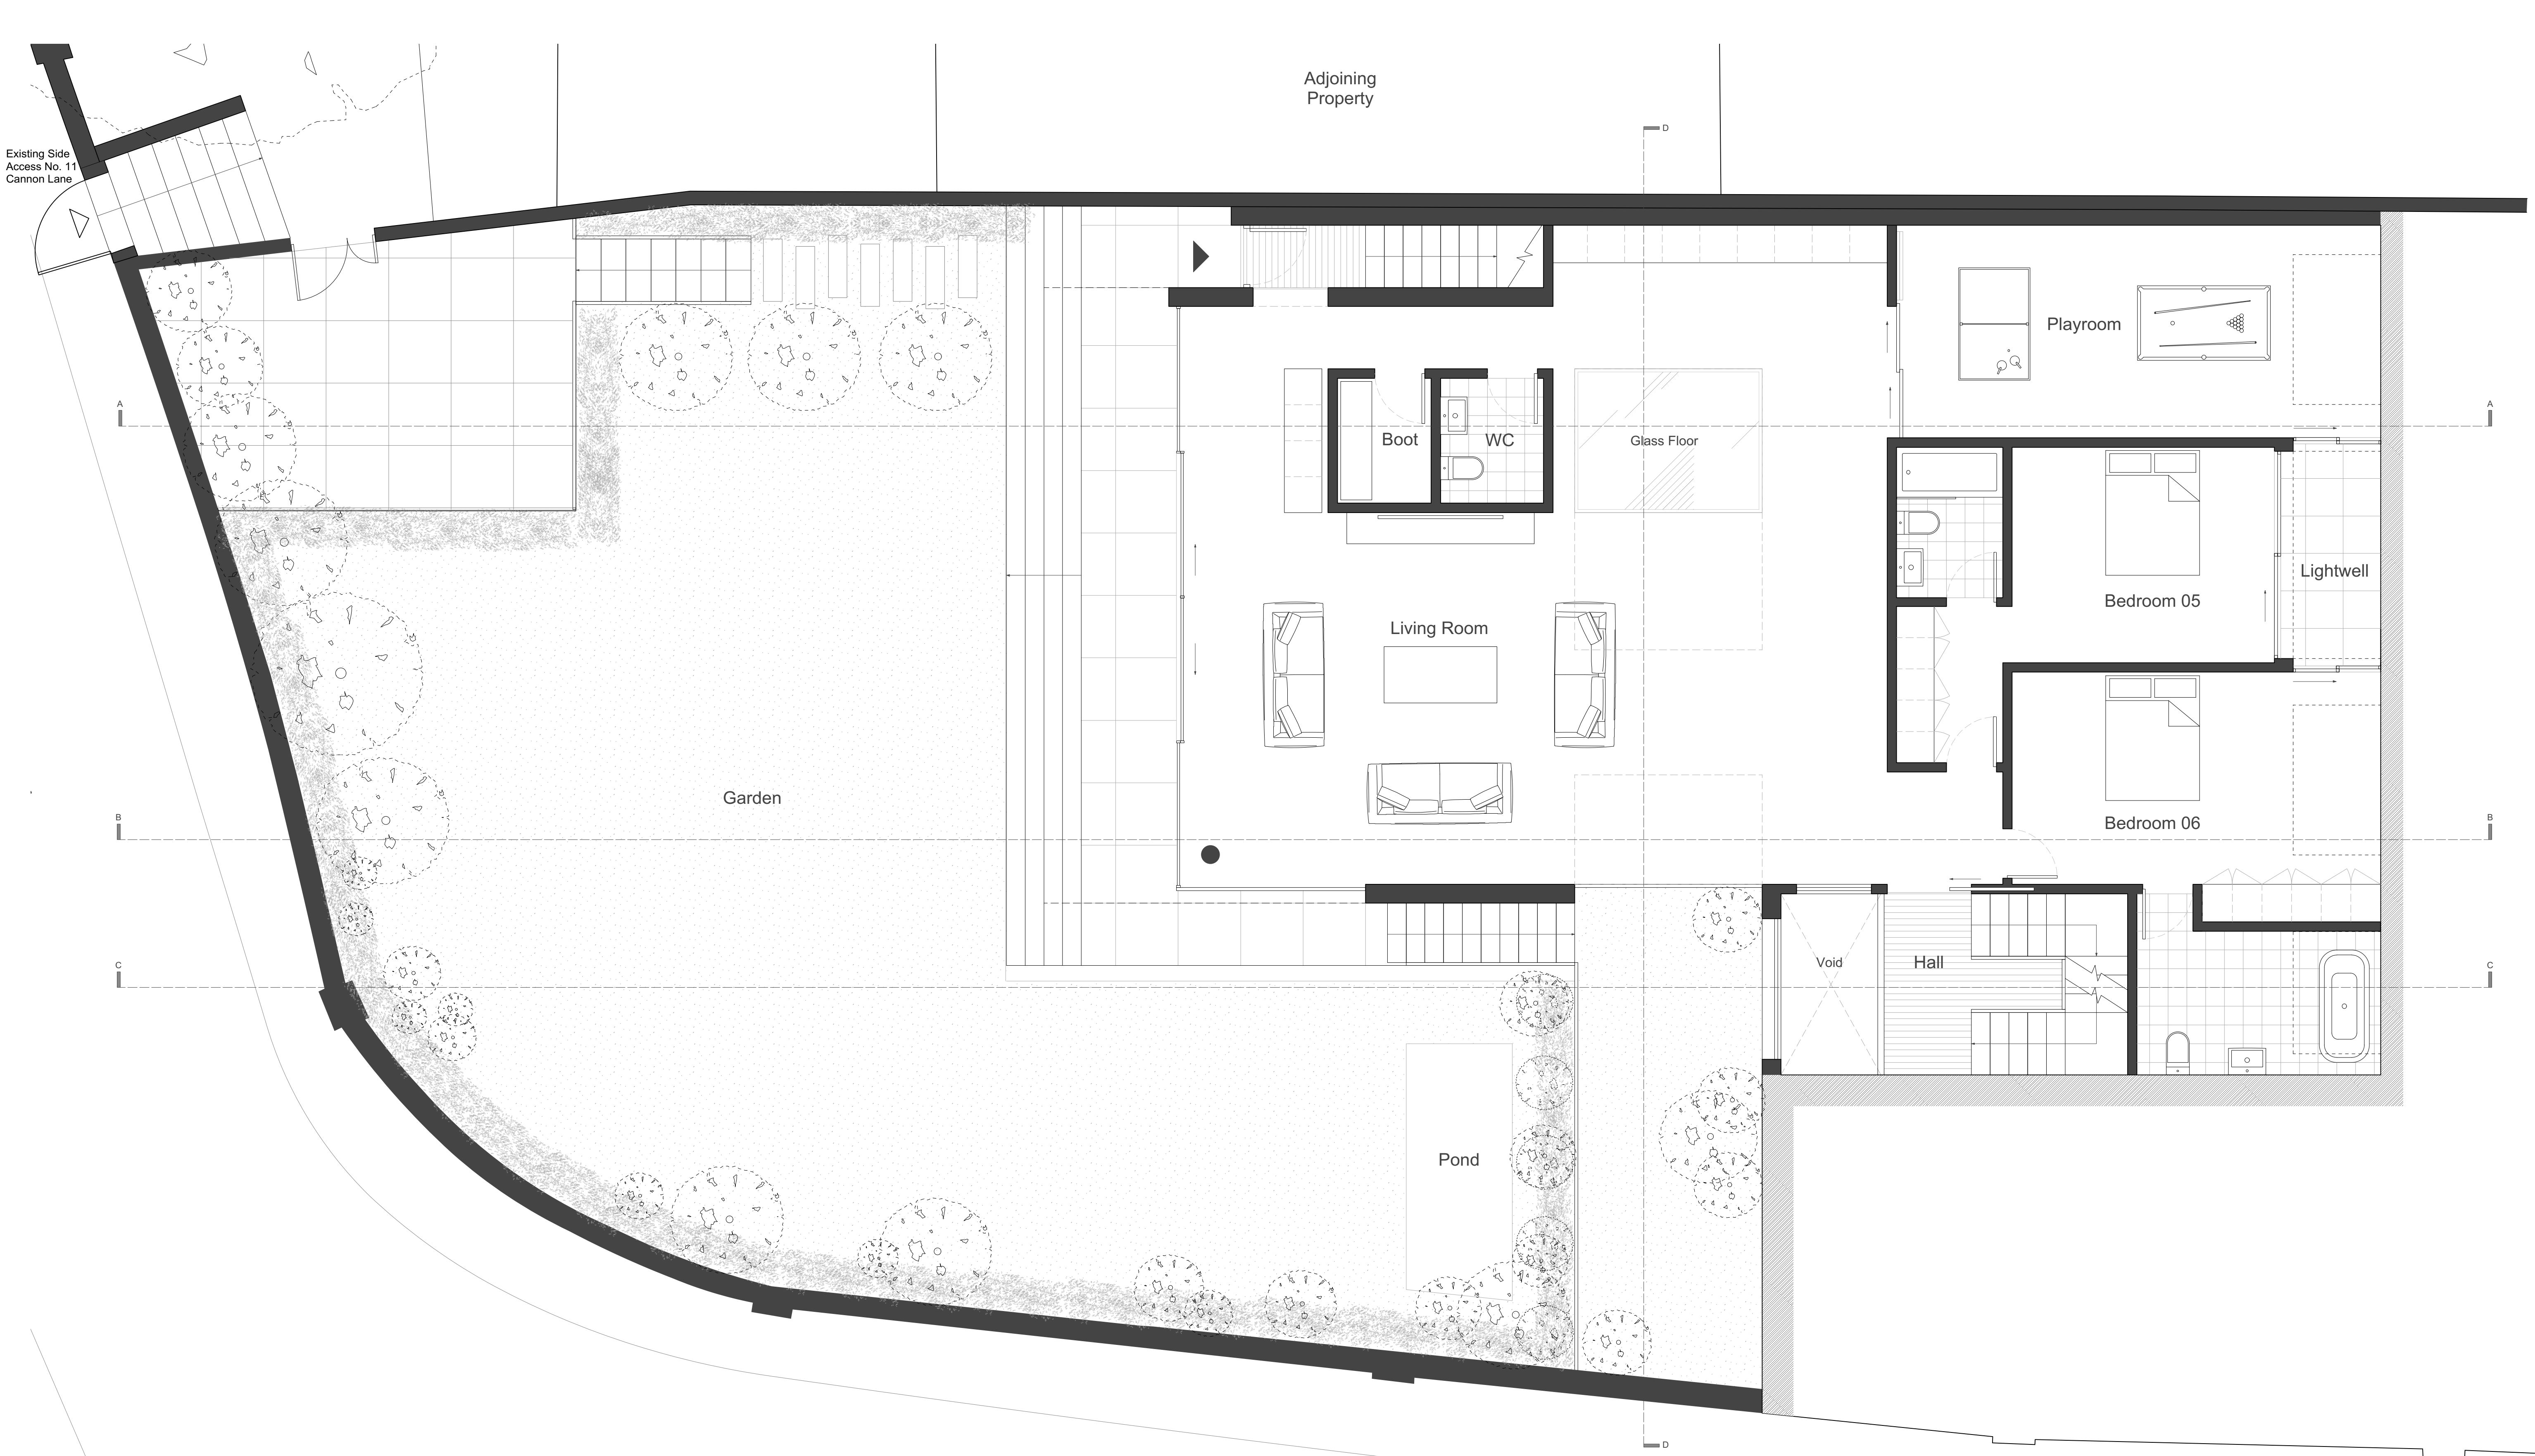 Adjoining
Property
D
Existing Side
Access No. 11
Cannon Lane
Playroom
A
A
Boot
WC
Glass Floor
Lightwell
Bedroom 05
Living Room
Garden
B
B
Bedroom 06
C
C
Void
Hall
Pond
D